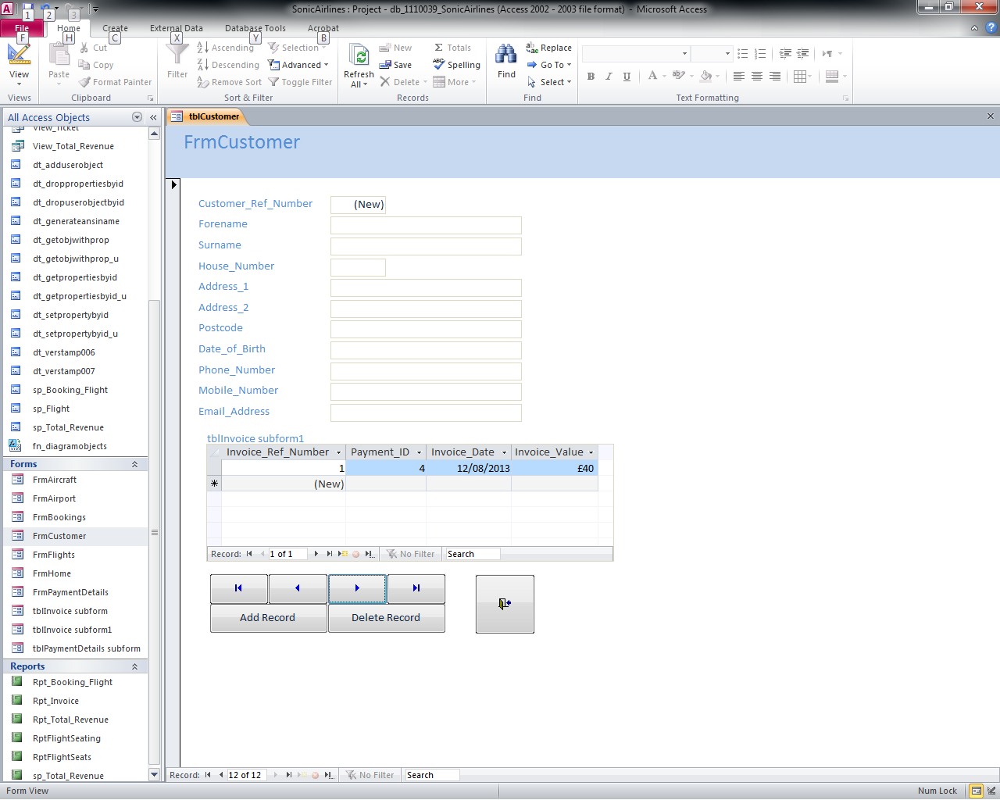 SonicAirlines : Project - db_1110039_SonicAirlines (Access 2002 - 2003 file format) - Microsoft Access
A 1 2 3
File Home Create External Data Database Tools Acrobat
F H C X Y B
View
Views
Paste
Cut
Copy
Format Painter
Clipboard
Filter
Ascending
Descending
Remove Sort
Selection
Advanced
Toggle Filter
Sort & Filter
Refresh
All
New
Save
Delete
Totals
Spelling
More
Records
Find
Replace
Go To
Select
Find
B I U A
Text Formatting
All Access Objects
View_Ticket
View_Total_Revenue
dt_adduserobject
dt_droppropertiesbyid
dt_dropuserobjectbyid
dt_generateansiname
dt_getobjwithprop
dt_getobjwithprop_u
dt_getpropertiesbyid
dt_getpropertiesbyid_u
dt_setpropertybyid
dt_setpropertybyid_u
dt_verstamp006
dt_verstamp007
sp_Booking_Flight
sp_Flight
sp_Total_Revenue
fn_diagramobjects
Forms
FrmAircraft
FrmAirport
FrmBookings
FrmCustomer
FrmFlights
FrmHome
FrmPaymentDetails
tblInvoice subform
tblInvoice subform1
tblPaymentDetails subform
Reports
Rpt_Booking_Flight
Rpt_Invoice
Rpt_Total_Revenue
RptFlightSeating
RptFlightSeats
sp_Total_Revenue
tblCustomer
FrmCustomer
Customer_Ref_Number (New)
Forename
Surname
House_Number
Address_1
Address_2
Postcode
Date_of_Birth
Phone_Number
Mobile_Number
Email_Address
tblInvoice subform1
Invoice_Ref_Number Payment_ID Invoice_Date Invoice_Value
1 4 12/08/2013 £40
(New)
Record: 1 of 1 No Filter Search
Add Record Delete Record
Record: 12 of 12 No Filter Search
Form View Num Lock